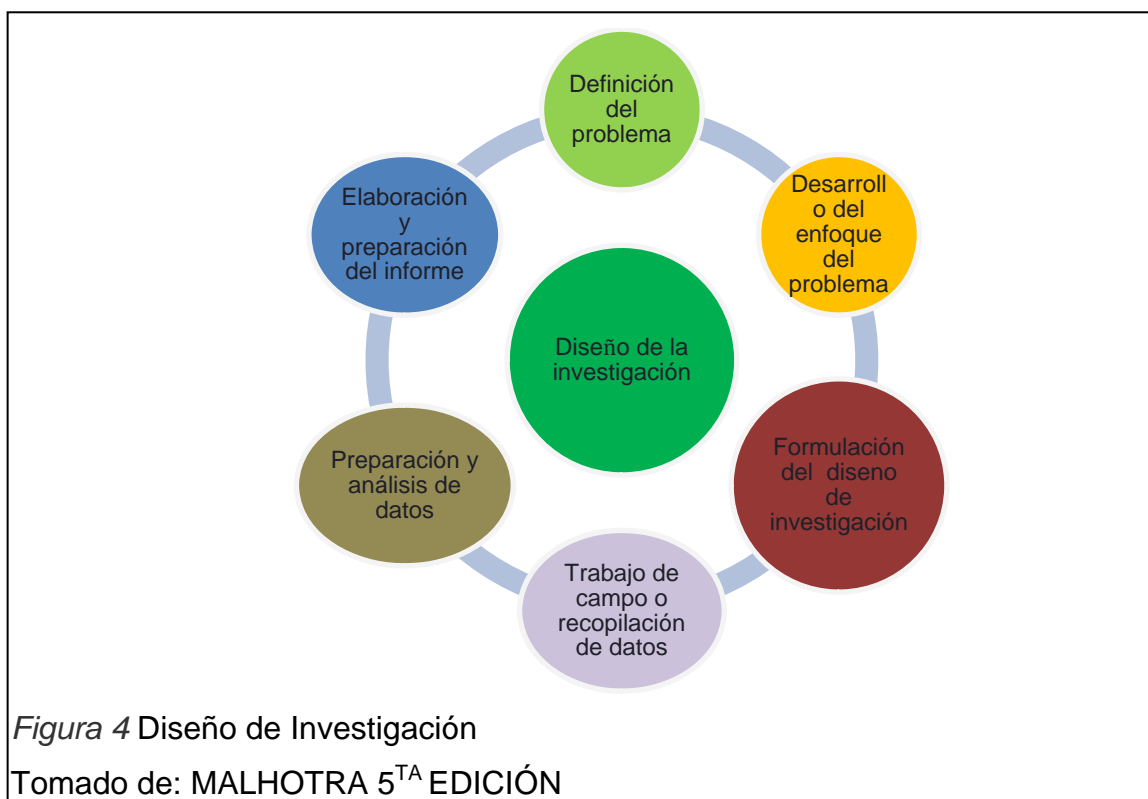 Definición
del
problema
Desarroll
o del
enfoque
del
problema
Formulación
del diseno
de
investigación
Trabajo de
campo o
recopilación
de datos
Preparación y
análisis de
datos
Elaboración
y
preparación
del informe
Diseño de la
investigación
Figura 4 Diseño de Investigación
Tomado de: MALHOTRA 5TA EDICIÓN